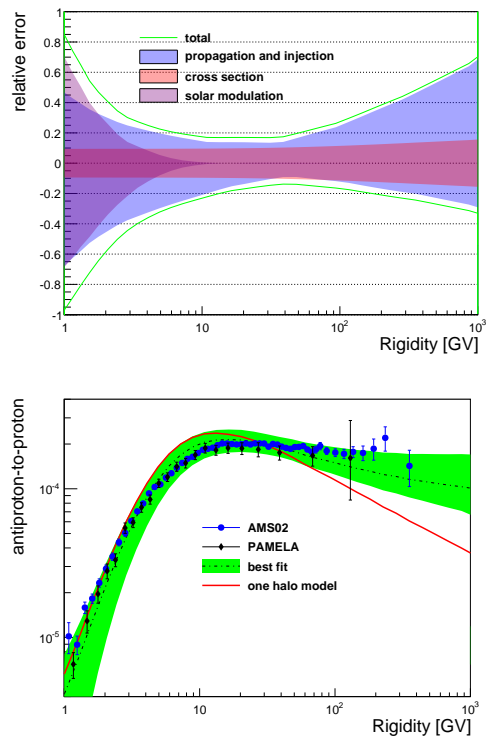 relative error
1
0.8
0.6
0.4
0.2
0
-0.2
-0.4
-0.6
-0.8
-1
total
propagation and injection
cross section
solar modulation
1 10 10² 10³
Rigidity [GV]
antiproton-to-proton
10⁻⁴
10⁻⁵
AMS02
PAMELA
best fit
one halo model
1 10 10² 10³
Rigidity [GV]